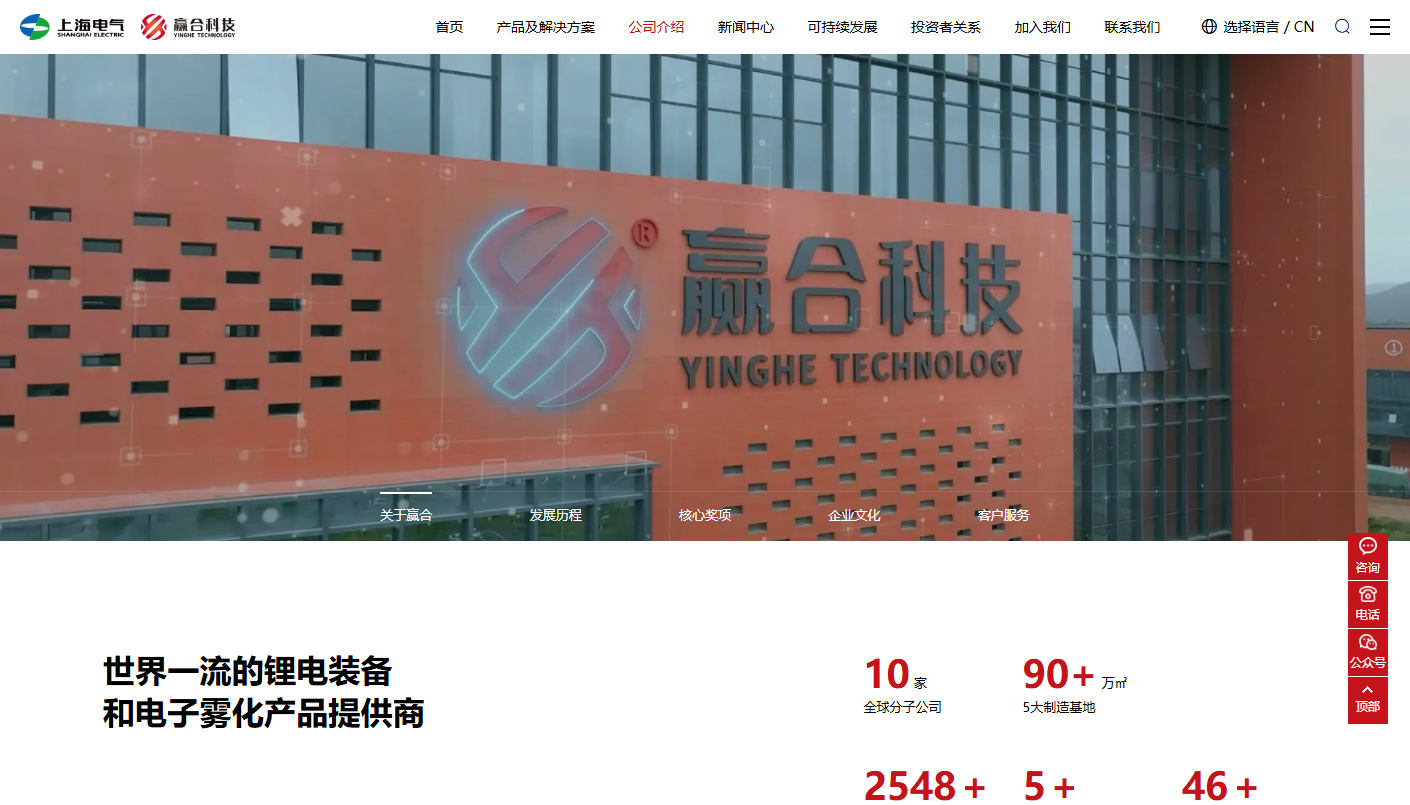 上海电气
SHANGHAI ELECTRIC
赢合科技
YINGHE TECHNOLOGY
首页 产品及解决方案 公司介绍 新闻中心 可持续发展 投资者关系 加入我们 联系我们 选择语言 / CN
®
赢合科技
YINGHE TECHNOLOGY
①
关于赢合 发展历程 核心奖项 企业文化 客户服务
咨询
电话
公众号
顶部
世界一流的锂电装备
和电子雾化产品提供商
10 家
全球分子公司
90+ 万㎡
5大制造基地
2548 + 5 + 46 +